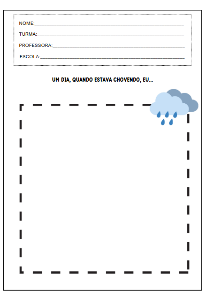 NOME:
TURMA:
PROFESSORA:
ESCOLA:
UM DIA, QUANDO ESTAVA CHOVENDO, EU...